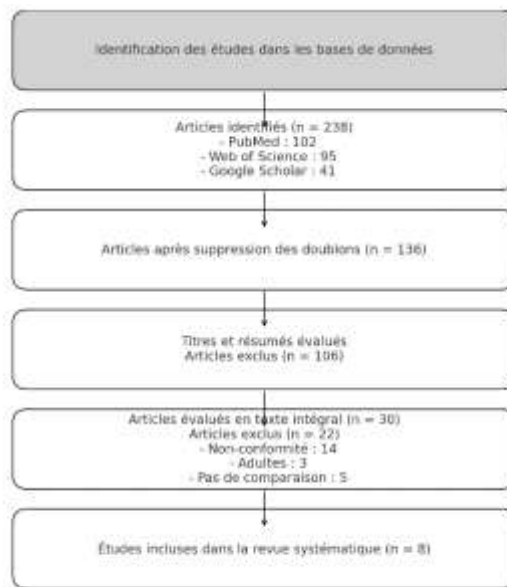 Identification des études dans les bases de données
Articles identifiés (n = 238)
- PubMed : 102
- Web of Science : 95
- Google Scholar : 41
Articles après suppression des doublons (n = 136)
Titres et résumés évalués
Articles exclus (n = 106)
Articles évalués en texte intégral (n = 30)
Articles exclus (n = 22)
- Non-conformité : 14
- Adultes : 3
- Pas de comparaison : 5
Études incluses dans la revue systématique (n = 8)